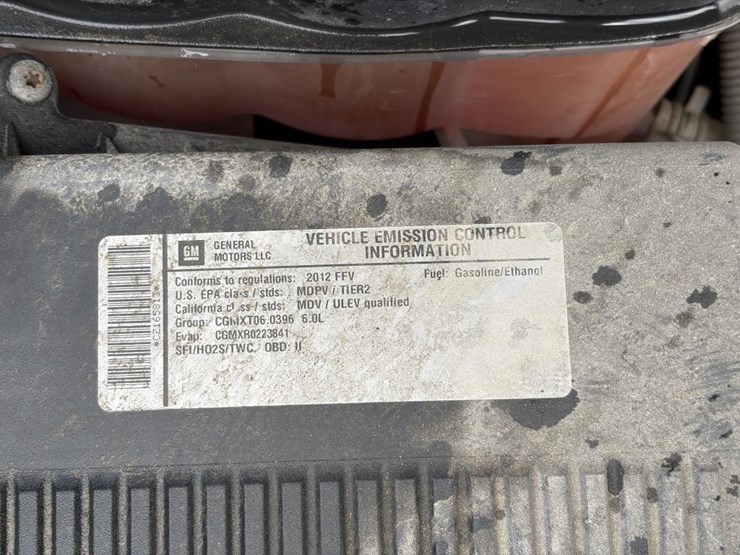 *CZ16581 3*
GM GENERAL MOTORS LLC
VEHICLE EMISSION CONTROL INFORMATION
Conforms to regulations: 2012 FFV Fuel: Gasoline/Ethanol
U.S. EPA class / stds: MDPV / TIER2
California class / stds: MDV / ULEV qualified
Group: CGMXT06.0396 6.0L
Evap: CGMXR0223841
SFI/HO2S/TWC. OBD: II